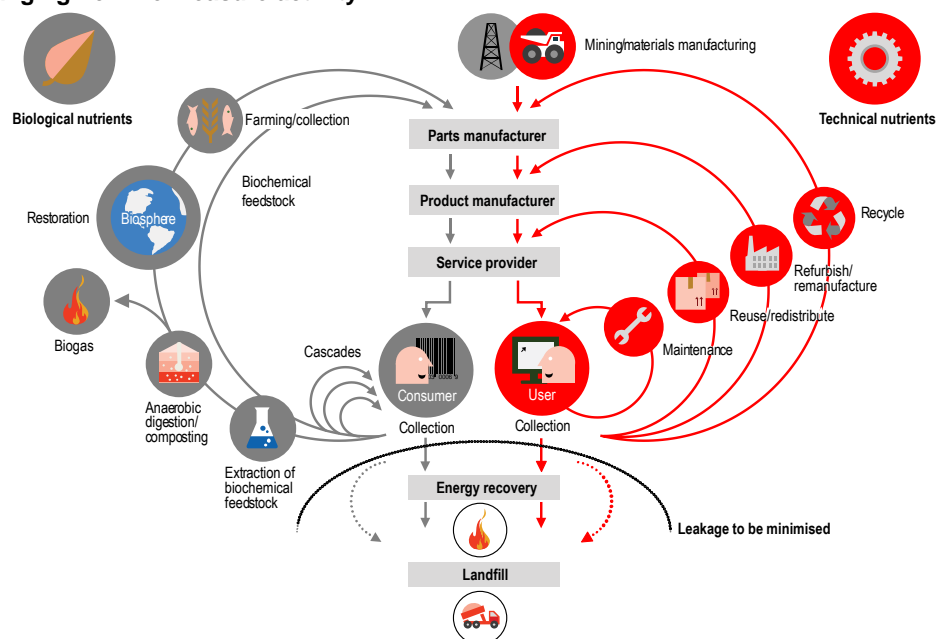 Mining/materials manufacturing
Biological nutrients
Technical nutrients
Farming/collection
Parts manufacturer
Biochemical
feedstock
Product manufacturer
Recycle
Restoration
Biosphere
Service provider
Refurbish/
remanufacture
Reuse/redistribute
Biogas
Cascades
Maintenance
Consumer
User
Anaerobic
digestion/
composting
Collection
Collection
Extraction of
biochemical
feedstock
Energy recovery
Leakage to be minimised
Landfill